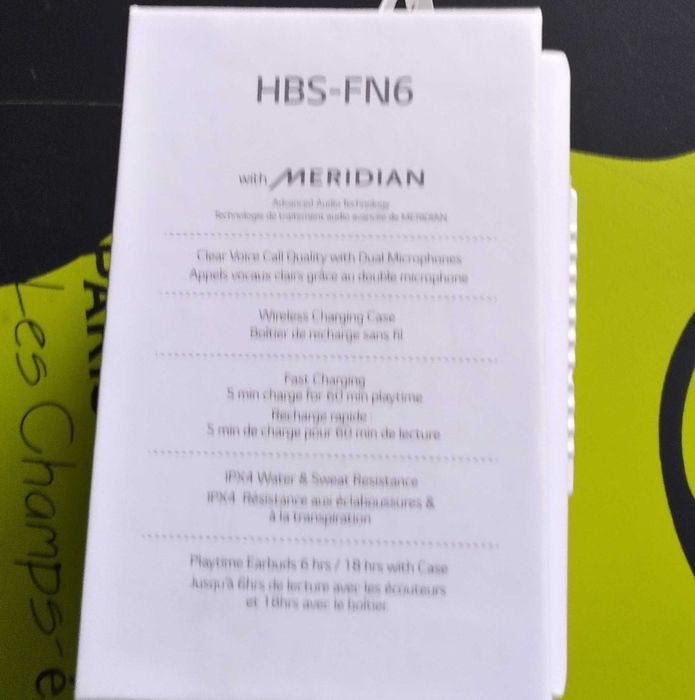 HBS-FN6
with MERIDIAN
Advanced Audio Technology
Technologie de traitement audio avancée de MERIDIAN
Clear Voice Call Quality with Dual Microphones
Appels vocaux clairs grâce au double microphone
Wireless Charging Case
Boîtier de recharge sans fil
Fast Charging
5 min charge for 60 min playtime
Recharge rapide :
5 min de charge pour 60 min de lecture
IPX4 Water & Sweat Resistance
IPX4 Résistance aux éclaboussures &
à la transpiration
Playtime Earbuds 6 hrs / 18 hrs with Case
Jusqu'à 6hrs de lecture avec les écouteurs
et 18hrs avec le boîtier
PARIS
Les Champs-é